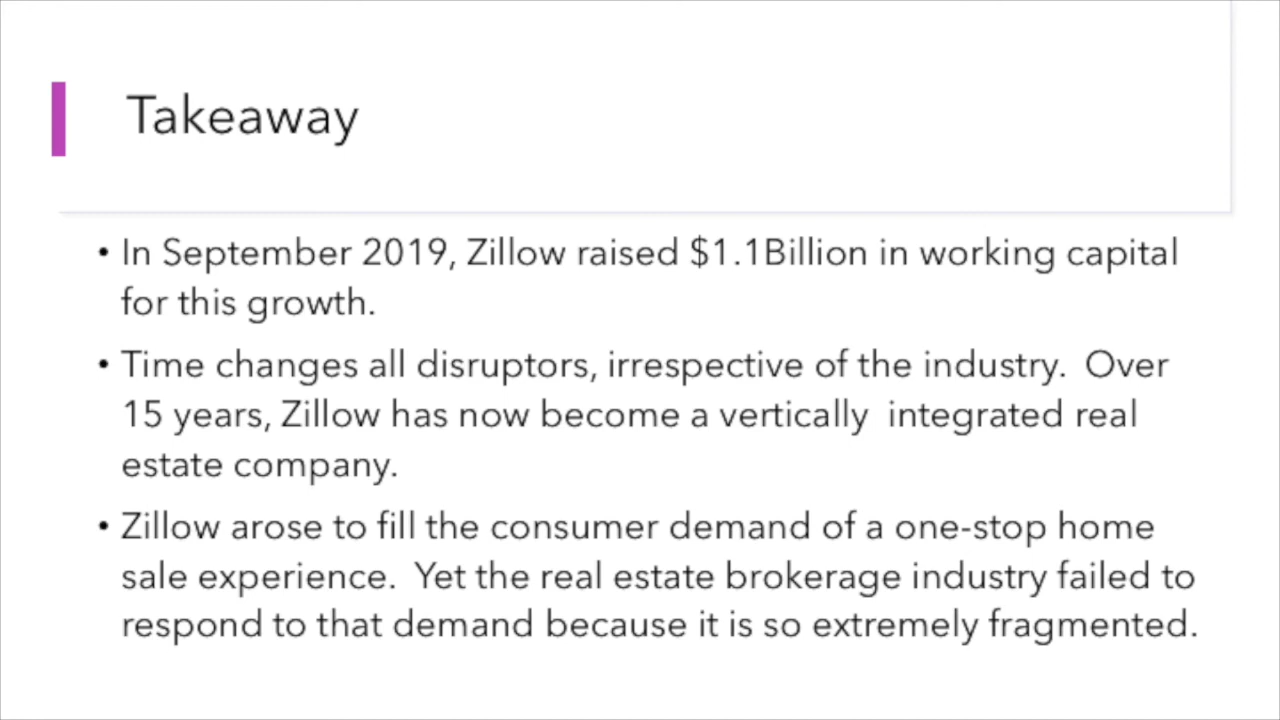 Takeaway
• In September 2019, Zillow raised $1.1Billion in working capital
for this growth.
• Time changes all disruptors, irrespective of the industry.  Over
15 years, Zillow has now become a vertically  integrated real
estate company.
• Zillow arose to fill the consumer demand of a one-stop home
sale experience.  Yet the real estate brokerage industry failed to
respond to that demand because it is so extremely fragmented.